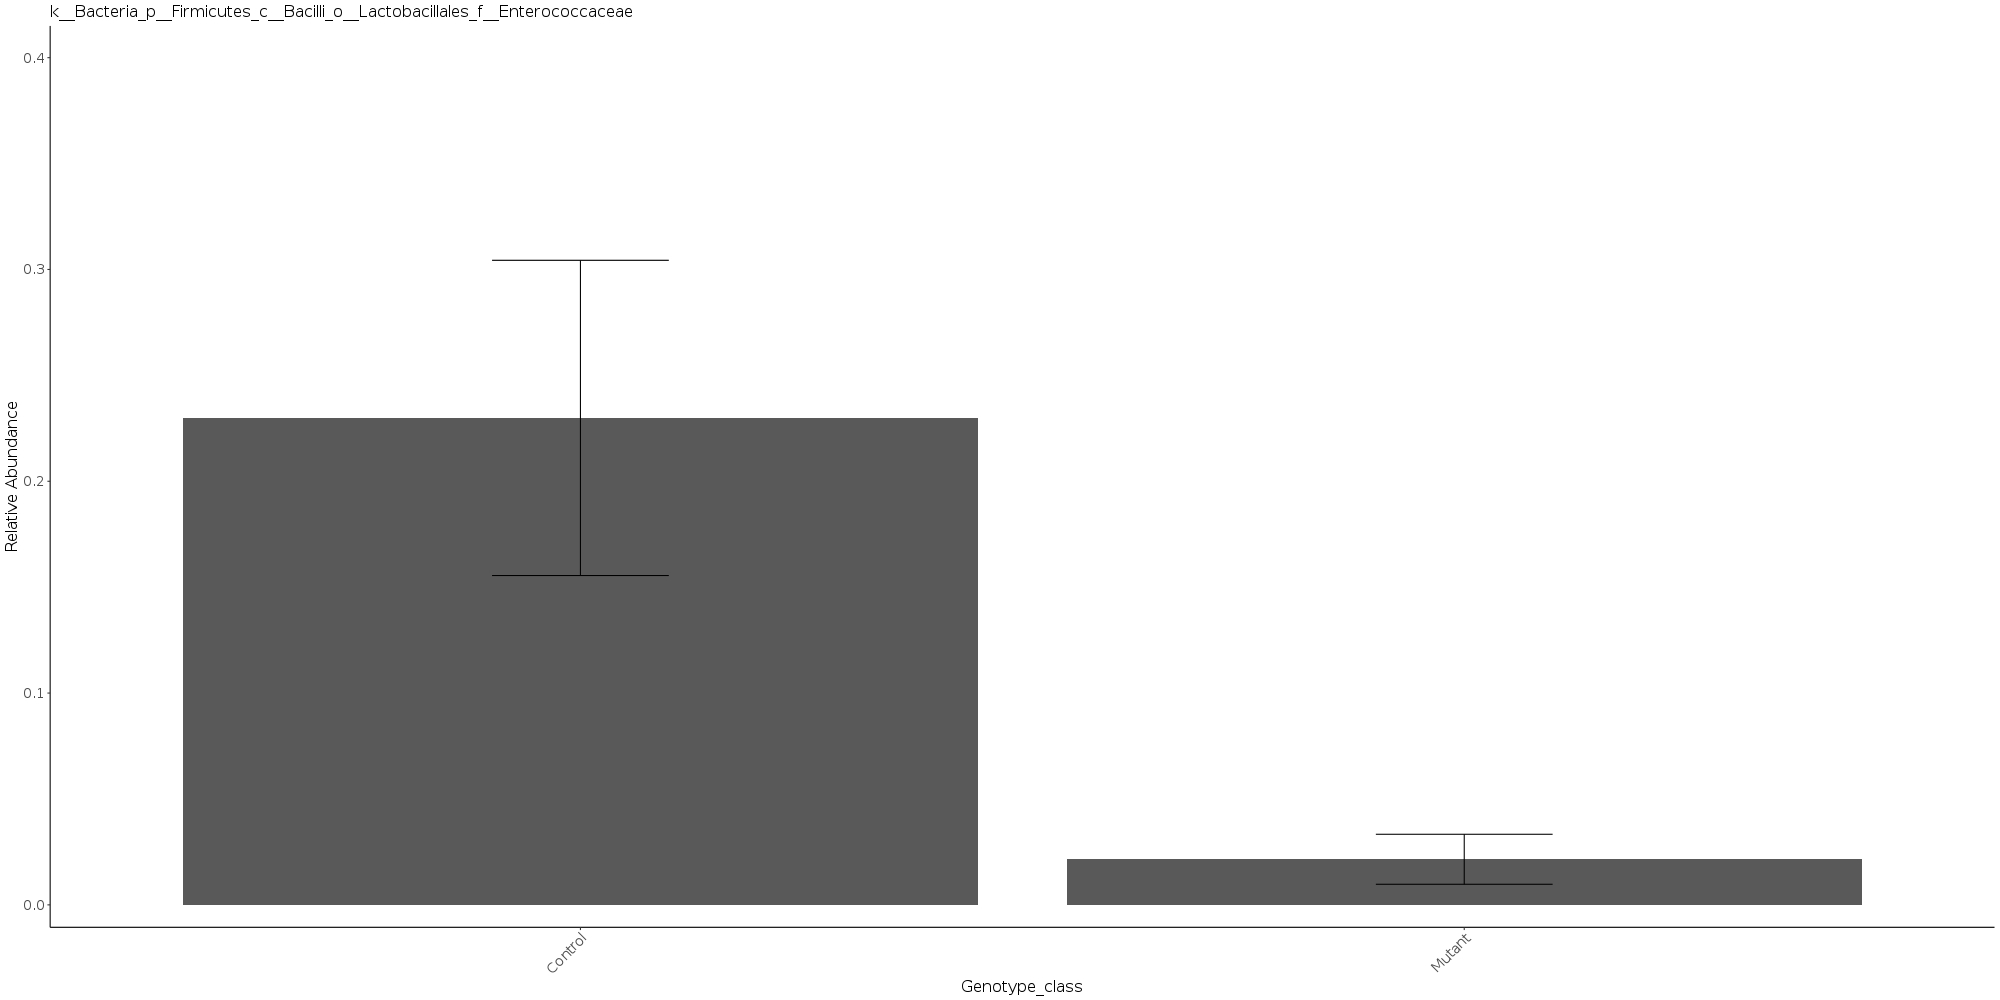 k__Bacteria_p__Firmicutes_c__Bacilli_o__Lactobacillales_f__Enterococcaceae
0.4
0.3
0.2
0.1
0.0
Relative Abundance
Control
Mutant
Genotype_class